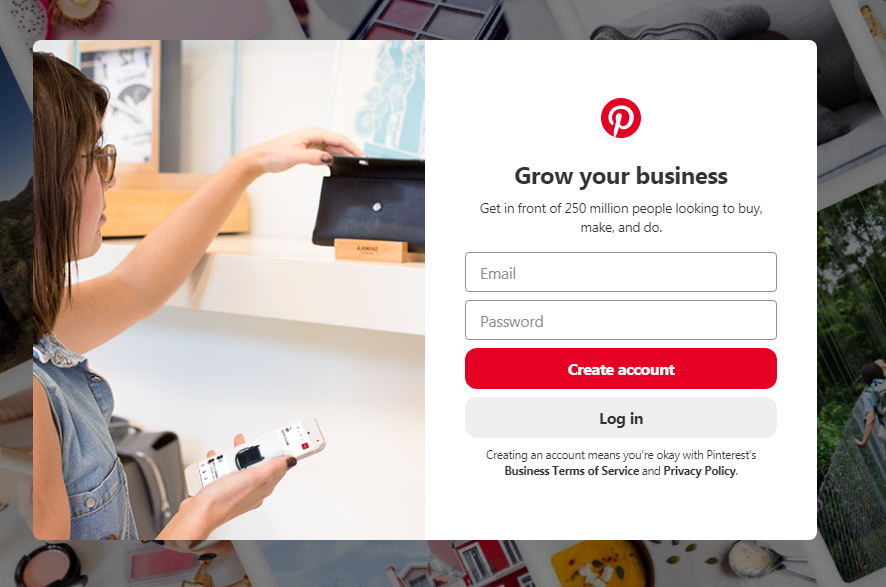 Grow your business
Get in front of 250 million people looking to buy,
make, and do.
Email
Password
Create account
Log in
Creating an account means you're okay with Pinterest's
Business Terms of Service and Privacy Policy.